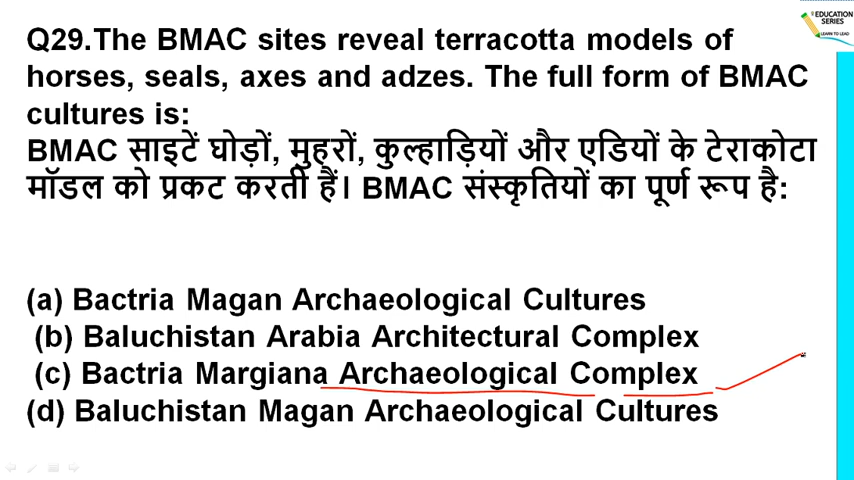 EDUCATION
SERIES
LEARN TO LEAD
Q29.The BMAC sites reveal terracotta models of
horses, seals, axes and adzes. The full form of BMAC
cultures is:
BMAC साइटें घोड़ों, मुहरों, कुल्हाड़ियों और एडियों के टेराकोटा
मॉडल को प्रकट करती हैं। BMAC संस्कृतियों का पूर्ण रूप है:
(a) Bactria Magan Archaeological Cultures
(b) Baluchistan Arabia Architectural Complex
(c) Bactria Margiana Archaeological Complex
(d) Baluchistan Magan Archaeological Cultures